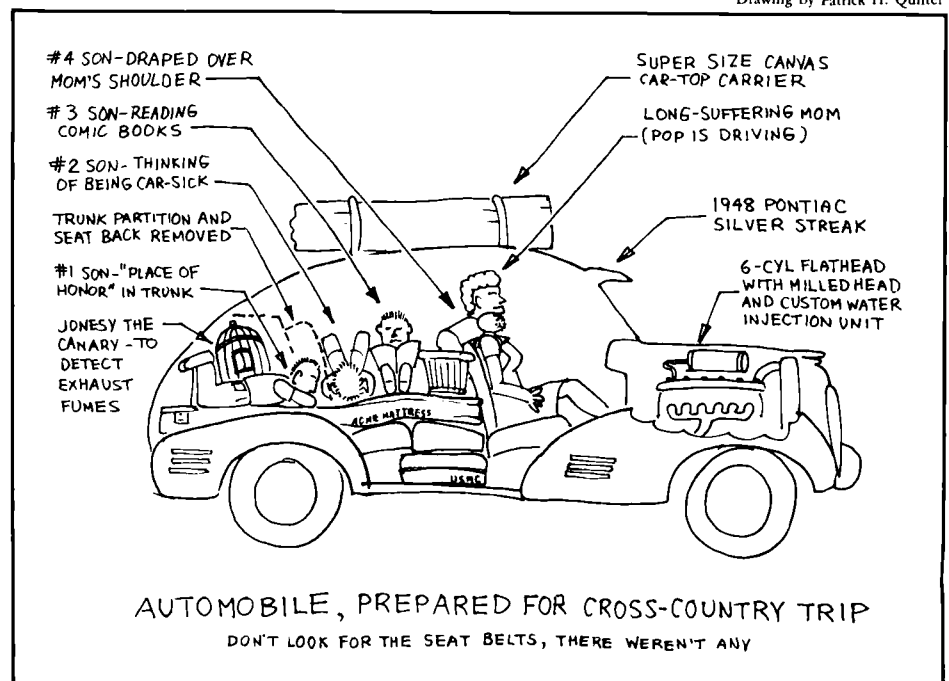 Drawing by Patrick H. Quilter
#4 SON-DRAPED OVER
MOM'S SHOULDER
#3 SON-READING
COMIC BOOKS
#2 SON-THINKING
OF BEING CAR-SICK
TRUNK PARTITION AND
SEAT BACK REMOVED
#1 SON-"PLACE OF
HONOR" IN TRUNK
JONESY THE
CANARY-TO
DETECT
EXHAUST
FUMES
SUPER SIZE CANVAS
CAR-TOP CARRIER
LONG-SUFFERING MOM
(POP IS DRIVING)
1948 PONTIAC
SILVER STREAK
6-CYL FLATHEAD
WITH MILLED HEAD
AND CUSTOM WATER
INJECTION UNIT
ACME MATTRESS
USMC
AUTOMOBILE, PREPARED FOR CROSS-COUNTRY TRIP
DON'T LOOK FOR THE SEAT BELTS, THERE WEREN'T ANY